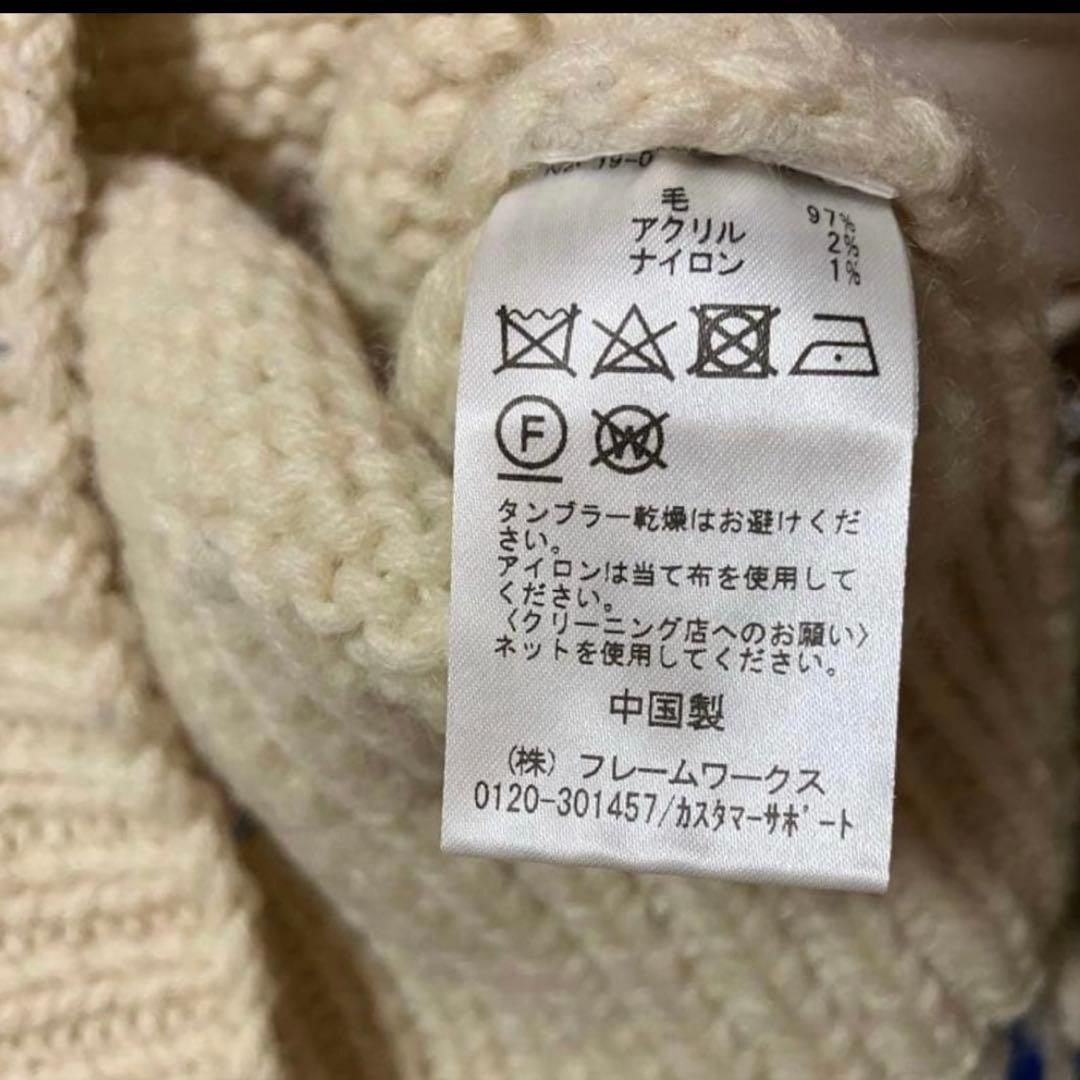 毛 97%
アクリル 2%
ナイロン 1%
F W
タンブラー乾燥はお避けくだ
さい。
アイロンは当て布を使用して
ください。
〈クリーニング店へのお願い〉
ネットを使用してください。
中国製
(株) フレームワークス
0120-301457/カスタマーサポート